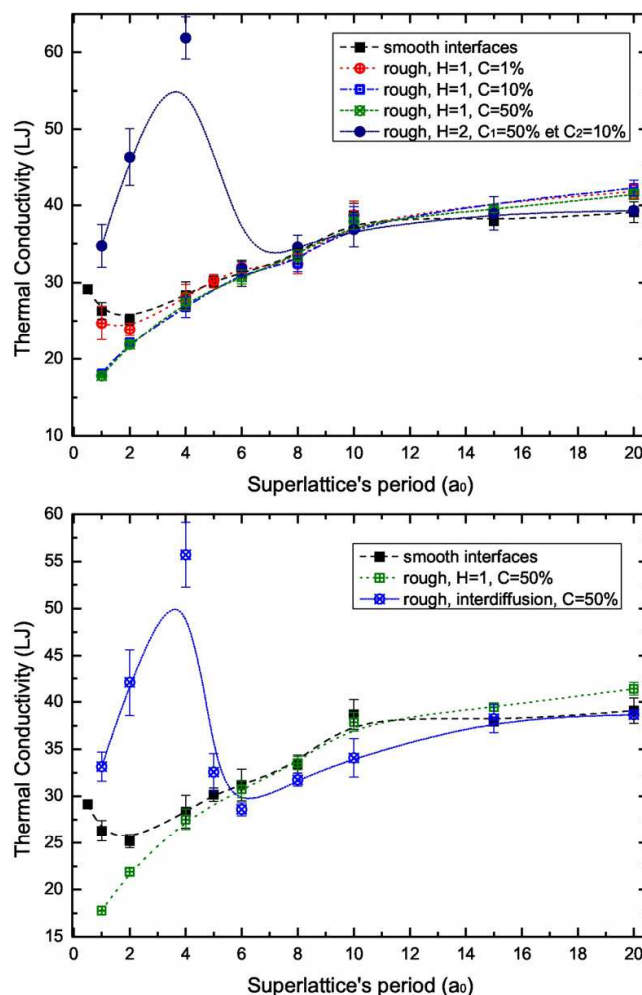 60
50
40
30
20
10
Thermal Conductivity (LJ)
smooth interfaces
rough, H=1, C=1%
rough, H=1, C=10%
rough, H=1, C=50%
rough, H=2, C₁=50% et C₂=10%
0 2 4 6 8 10 12 14 16 18 20
Superlattice's period (a₀)
60
55
50
45
40
35
30
25
20
15
Thermal Conductivity (LJ)
smooth interfaces
rough, H=1, C=50%
rough, interdiffusion, C=50%
0 2 4 6 8 10 12 14 16 18 20
Superlattice's period (a₀)